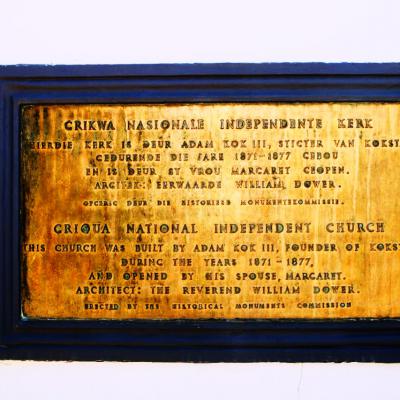 GRIKWA NASIONALE INDEPENDENTE KERK
HIERDIE KERK IS DEUR ADAM KOK III, STIGTER VAN KOKS
GEDURENDE DIE JARE 1871-1877 GEBOU
EN IS DEUR SY VROU MARGARET GEOPEN.
ARGITEK: EERWAARDE WILLIAM DOWER.
OPGERIG DEUR DIE HISTORIESE MONUMENTEKOMMISSIE.
GRIQUA NATIONAL INDEPENDENT CHURCH
THIS CHURCH WAS BUILT BY ADAM KOK III, FOUNDER OF KOKS
DURING THE YEARS 1871-1877,
AND OPENED BY HIS SPOUSE, MARGARET.
ARCHITECT: THE REVEREND WILLIAM DOWER.
ERECTED BY THE HISTORICAL MONUMENTS COMMISSION